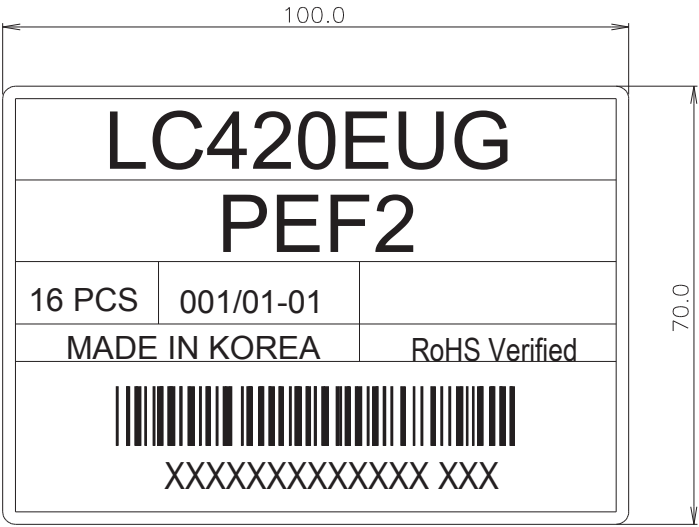 100.0
LC420EUG
PEF2
70.0
16 PCS 001/01-01
MADE IN KOREA RoHS Verified
XXXXXXXXXXXXX XXX